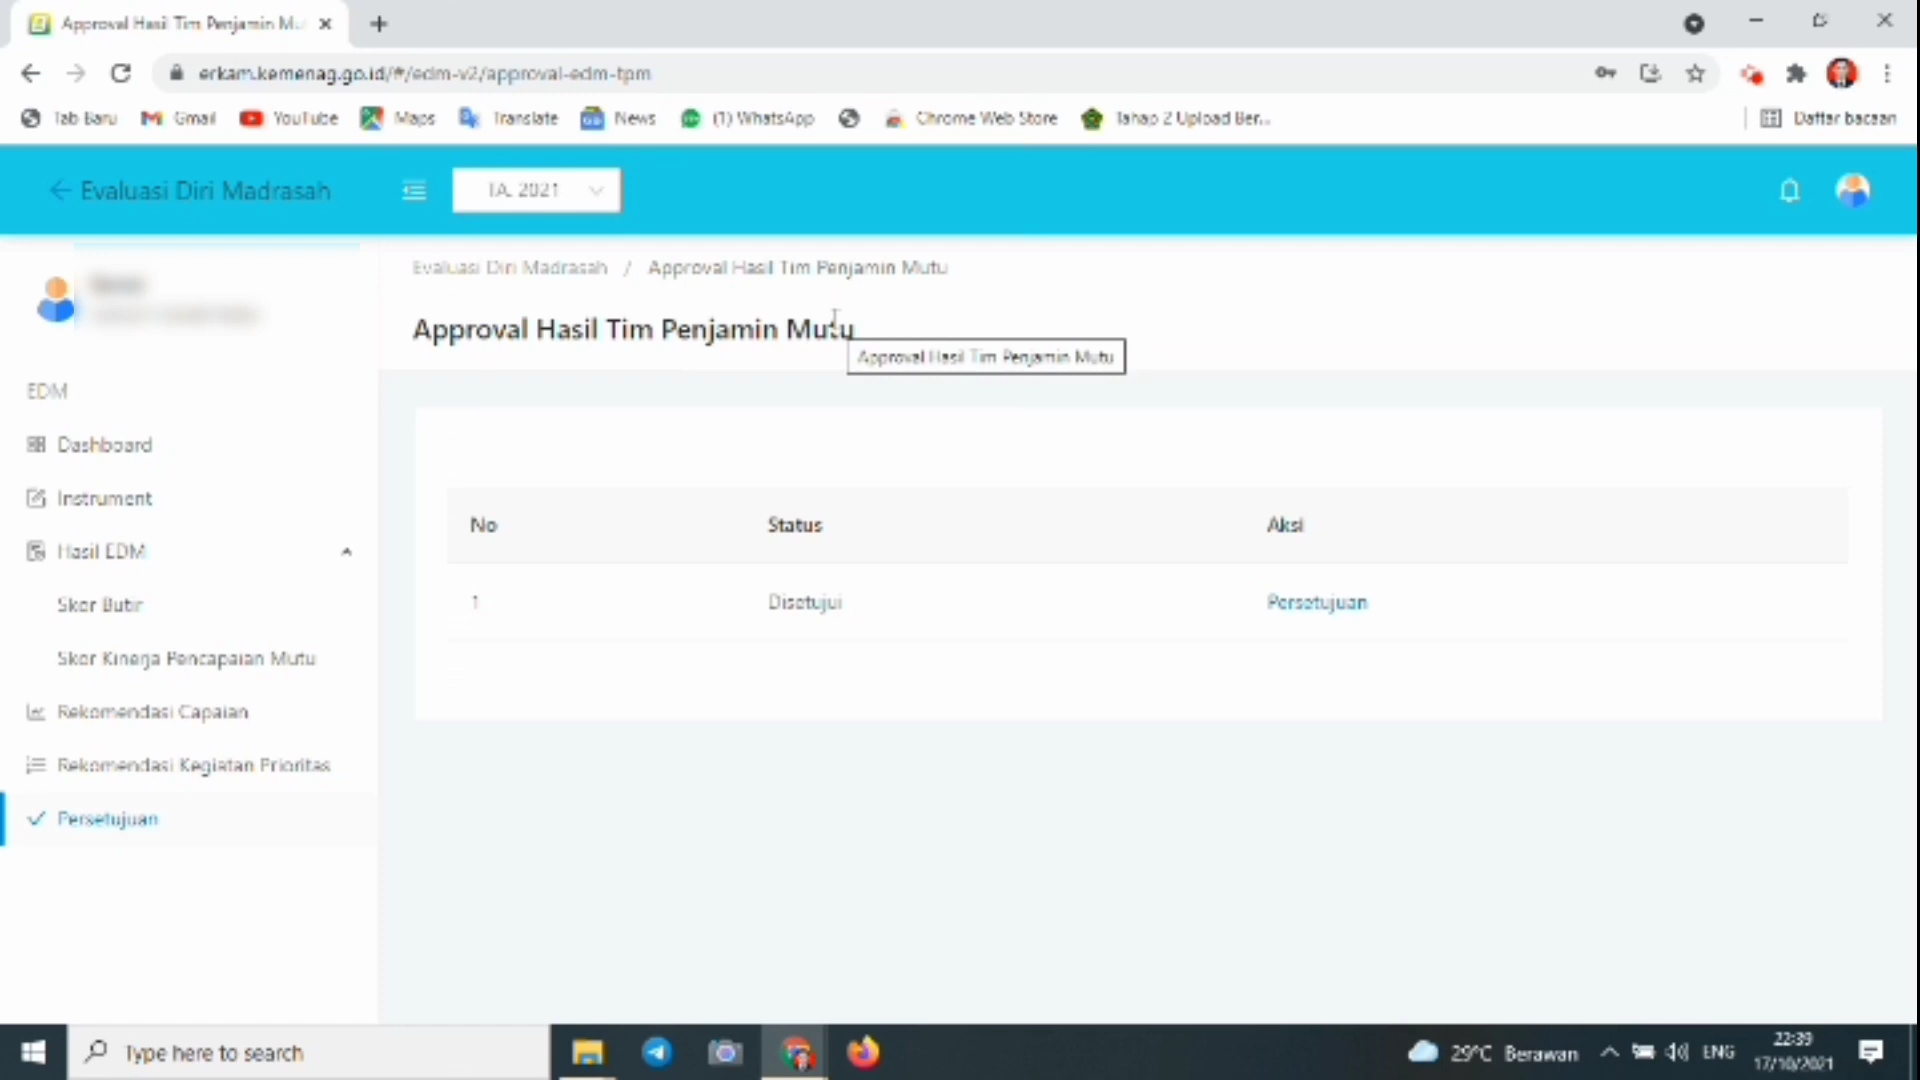 Approval Hasil Tim Penjamin Mu
erkam.kemenag.go.id/#/edm-v2/approval-edm-tpm
Tab Baru Gmail YouTube Maps Translate News (1) WhatsApp Chrome Web Store Tahap 2 Upload Ber... Daftar bacaan
Evaluasi Diri Madrasah TA. 2021
Evaluasi Diri Madrasah / Approval Hasil Tim Penjamin Mutu
Approval Hasil Tim Penjamin Mutu
Approval Hasil Tim Penjamin Mutu
EDM
Dashboard
Instrument
Hasil EDM
Skor Butir
Skor Kinerja Pencapaian Mutu
Rekomendasi Capaian
Rekomendasi Kegiatan Prioritas
Persetujuan
No Status Aksi
1 Disetujui Persetujuan
Type here to search
29°C Berawan ENG
22:39
17/10/2021